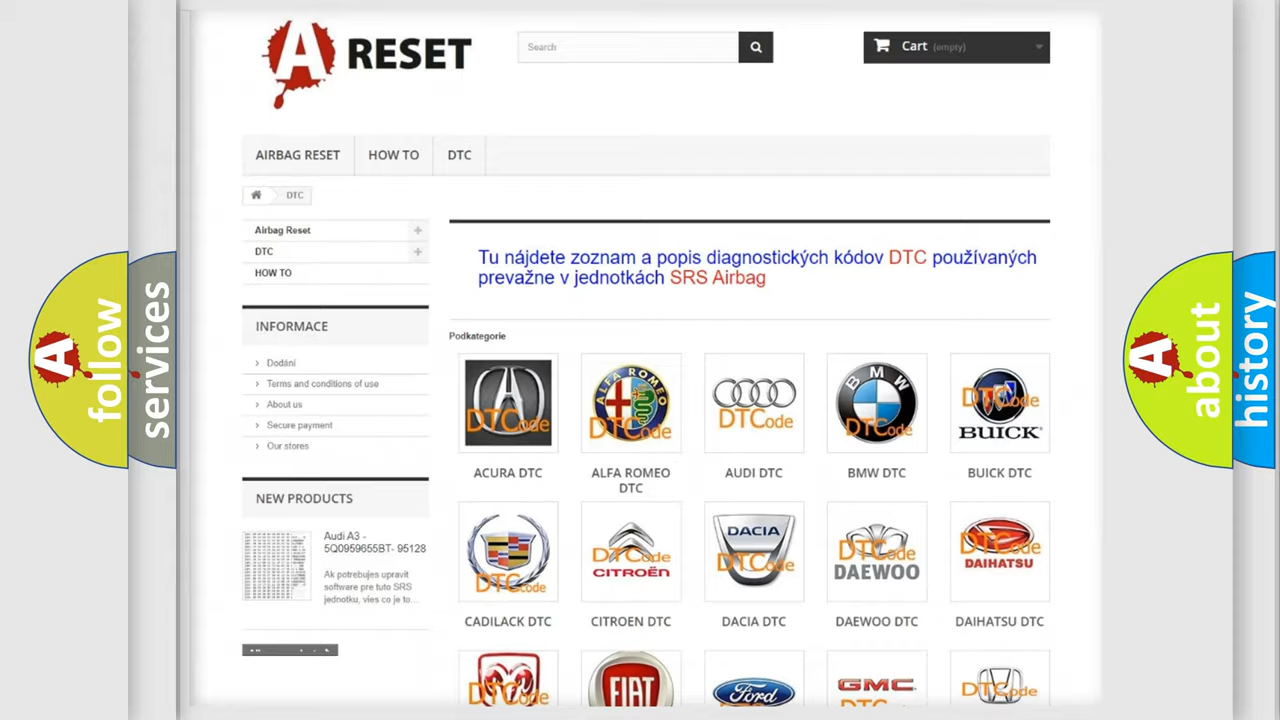 A RESET
Search
Cart (empty)
AIRBAG RESET
HOW TO
DTC
DTC
Airbag Reset
DTC
HOW TO
INFORMACE
Dodání
Terms and conditions of use
About us
Secure payment
Our stores
NEW PRODUCTS
Audi A3 -
5Q0959655BT- 95128
Ak potrebujes upravit
software pre tuto SRS
jednotku, vies co je to...
Tu nájdete zoznam a popis diagnostických kódov DTC používaných
prevažne v jednotkách SRS Airbag
Podkategorie
DTCode
ALFA ROMEO
DTCode
DTCode
BMW
DTCode
DTCode
BUICK
ACURA DTC
ALFA ROMEO
DTC
AUDI DTC
BMW DTC
BUICK DTC
DTCode
DTCode
CITROËN
DACIA
DTCode
DTCode
DAEWOO
DTCode
DAIHATSU
CADILACK DTC
CITROEN DTC
DACIA DTC
DAEWOO DTC
DAIHATSU DTC
DTCode
FIAT
Ford
GMC
DTCode
A follow
services
A about
history